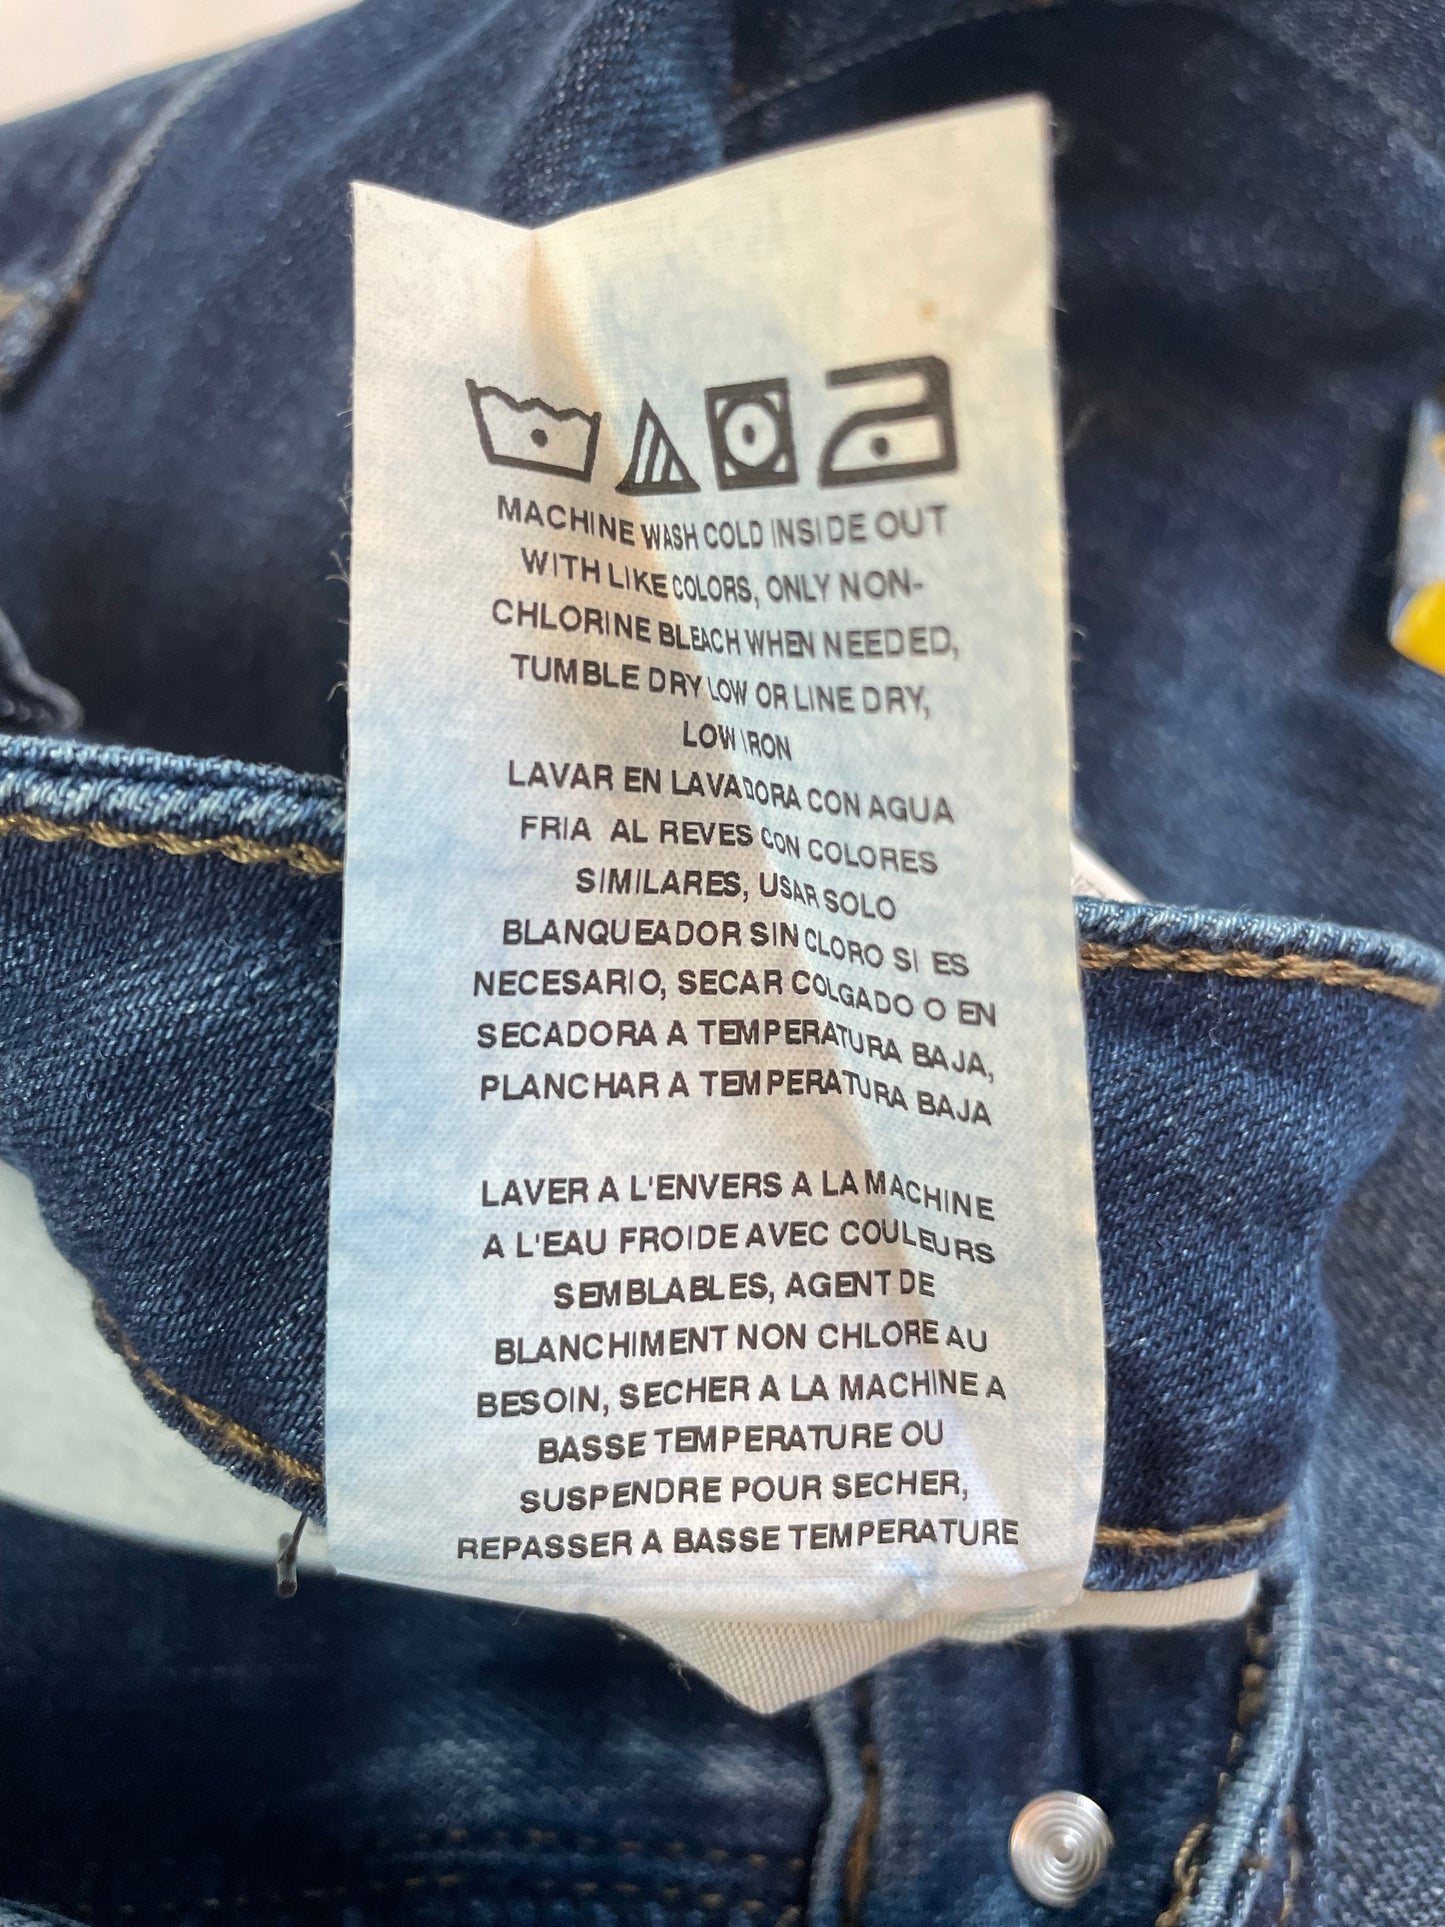 MACHINE WASH COLD INSIDE OUT
WITH LIKE COLORS, ONLY NON-
CHLORINE BLEACH WHEN NEEDED,
TUMBLE DRY LOW OR LINE DRY,
LOW IRON
LAVAR EN LAVADORA CON AGUA
FRIA AL REVES CON COLORES
SIMILARES, USAR SOLO
BLANQUEADOR SIN CLORO SI ES
NECESARIO, SECAR COLGADO O EN
SECADORA A TEMPERATURA BAJA,
PLANCHAR A TEMPERATURA BAJA
LAVER A L'ENVERS A LA MACHINE
A L'EAU FROIDE AVEC COULEURS
SEMBLABLES, AGENT DE
BLANCHIMENT NON CHLORE AU
BESOIN, SECHER A LA MACHINE A
BASSE TEMPERATURE OU
SUSPENDRE POUR SECHER,
REPASSER A BASSE TEMPERATURE